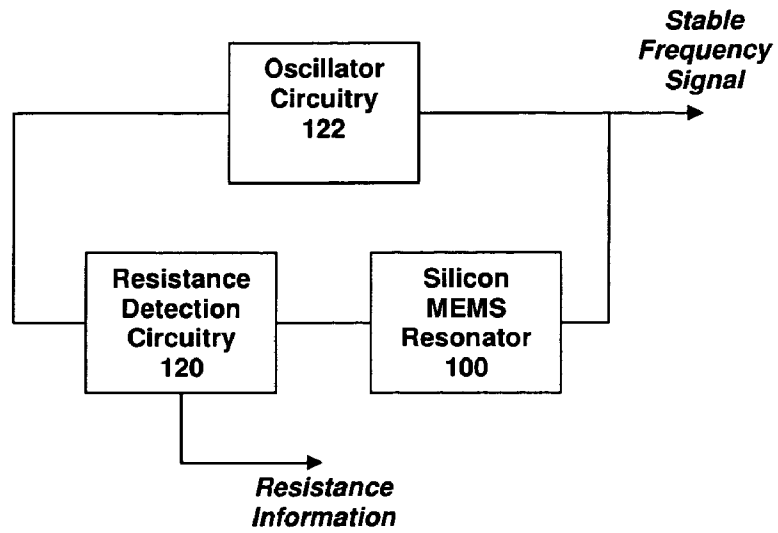 Stable
Frequency
Signal
Oscillator
Circuitry
122
Resistance
Detection
Circuitry
120
Silicon
MEMS
Resonator
100
Resistance
Information